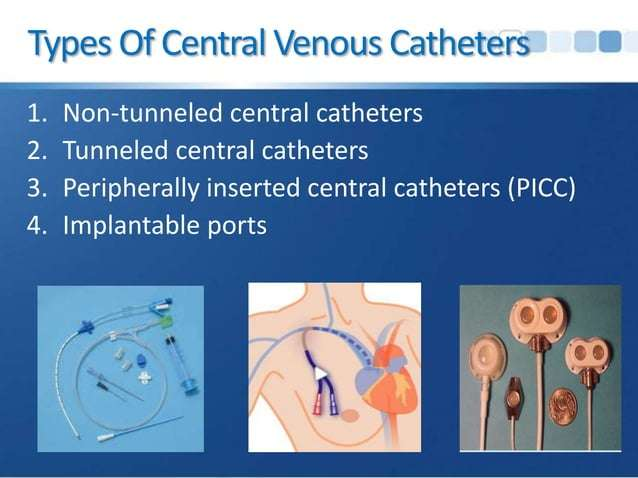 Types Of Central Venous Catheters
1. Non-tunneled central catheters
2. Tunneled central catheters
3. Peripherally inserted central catheters (PICC)
4. Implantable ports